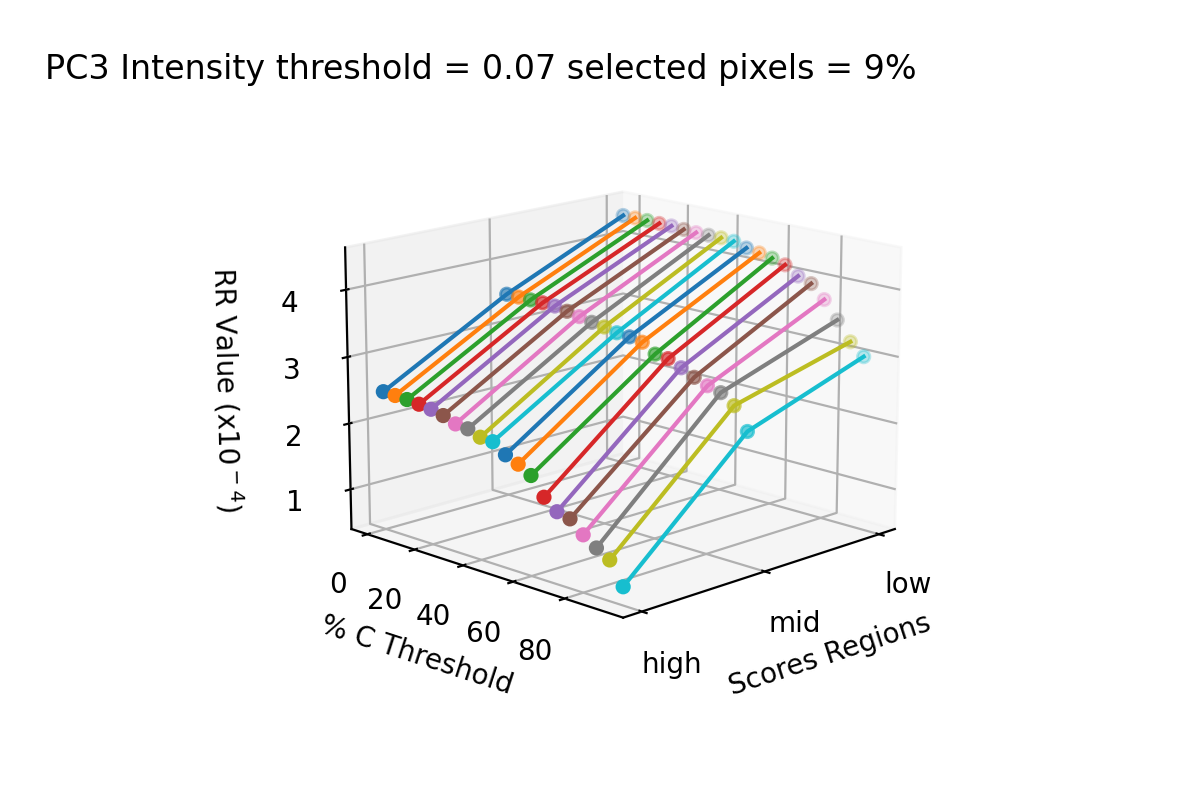 PC3 Intensity threshold = 0.07 selected pixels = 9%
RR Value (x10⁻⁴)
4
3
2
1
0
20
40
60
80
% C Threshold
high
mid
low
Scores Regions